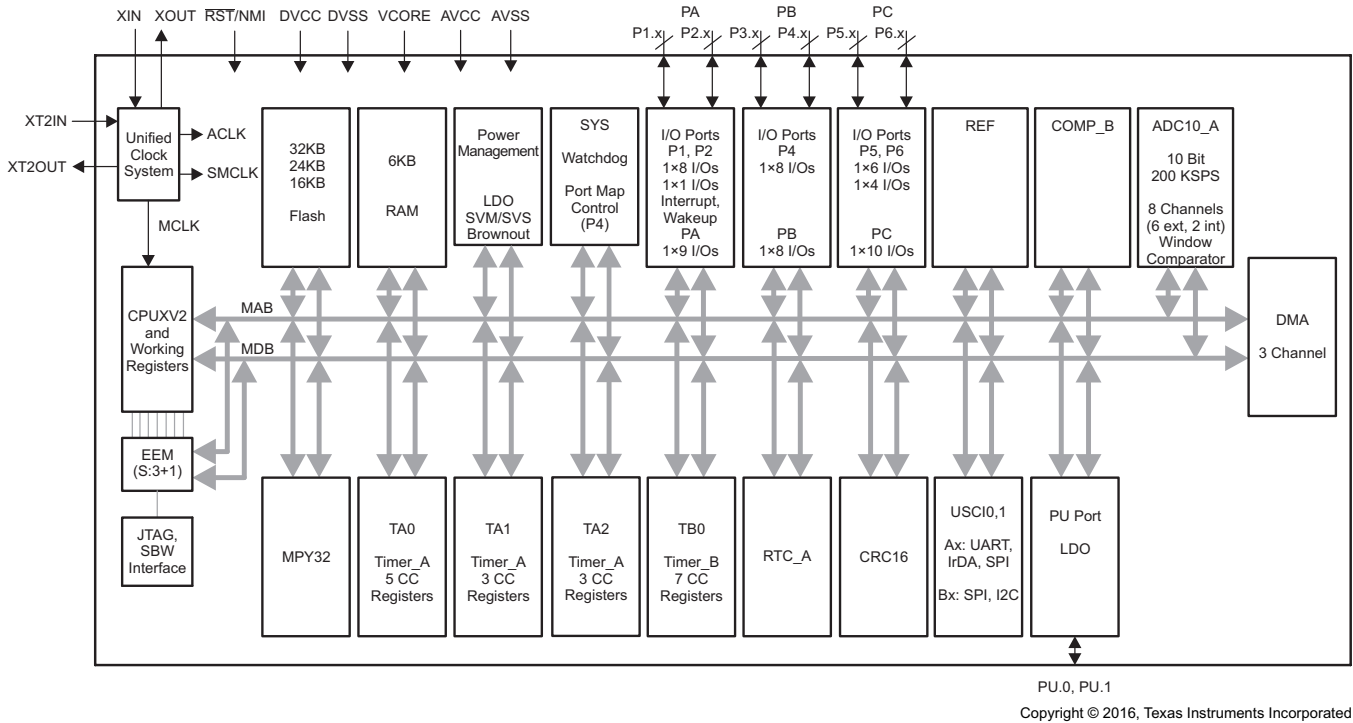 XIN XOUT RST/NMI DVCC DVSS VCORE AVCC AVSS
PA PB PC
P1.x P2.x P3.x P4.x P5.x P6.x
XT2IN
XT2OUT
Unified
Clock
System
ACLK
SMCLK
MCLK
32KB
24KB
16KB
Flash
6KB
RAM
Power
Management
LDO
SVM/SVS
Brownout
SYS
Watchdog
Port Map
Control
(P4)
I/O Ports
P1, P2
1×8 I/Os
1×1 I/Os
Interrupt,
Wakeup
PA
1×9 I/Os
I/O Ports
P4
1×8 I/Os
PB
1×8 I/Os
I/O Ports
P5, P6
1×6 I/Os
1×4 I/Os
PC
1×10 I/Os
REF
COMP_B
ADC10_A
10 Bit
200 KSPS
8 Channels
(6 ext, 2 int)
Window
Comparator
CPUXV2
and
Working
Registers
MAB
MDB
DMA
3 Channel
EEM
(S:3+1)
JTAG,
SBW
Interface
MPY32
TA0
Timer_A
5 CC
Registers
TA1
Timer_A
3 CC
Registers
TA2
Timer_A
3 CC
Registers
TB0
Timer_B
7 CC
Registers
RTC_A
CRC16
USCI0,1
Ax: UART,
IrDA, SPI
Bx: SPI, I2C
PU Port
LDO
PU.0, PU.1
Copyright © 2016, Texas Instruments Incorporated